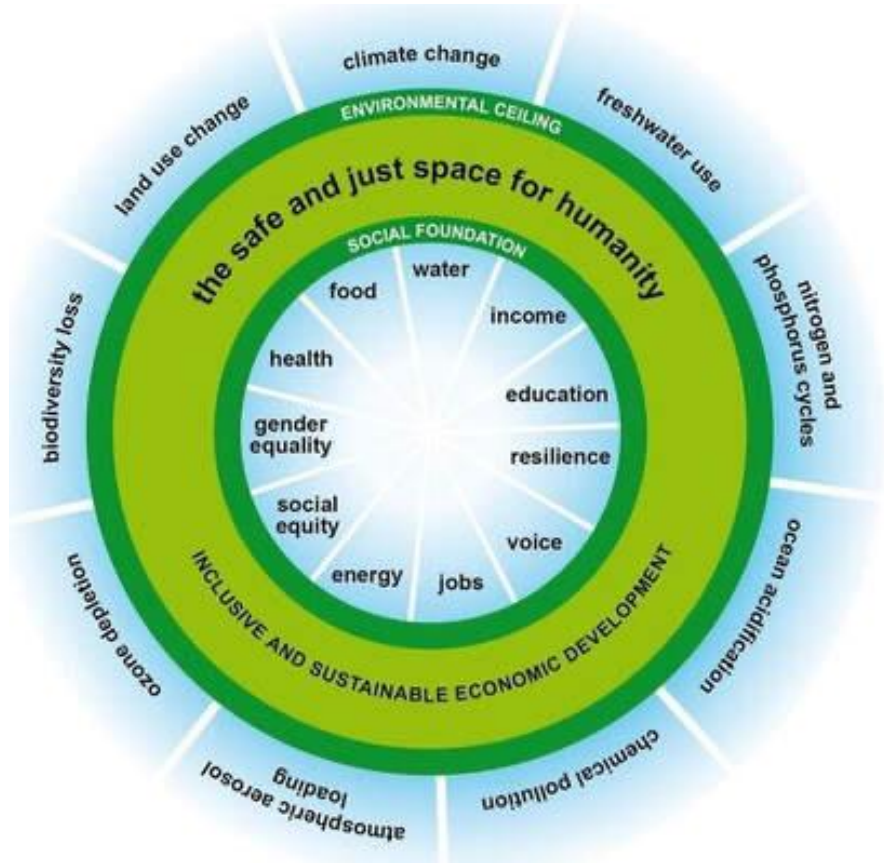 climate change
freshwater use
nitrogen and
phosphorus cycles
ocean acidification
chemical pollution
atmospheric aerosol
loading
ozone depletion
biodiversity loss
land use change
ENVIRONMENTAL CEILING
the safe and just space for humanity
SOCIAL FOUNDATION
water
income
education
resilience
voice
jobs
energy
social
equity
gender
equality
health
food
INCLUSIVE AND SUSTAINABLE ECONOMIC DEVELOPMENT